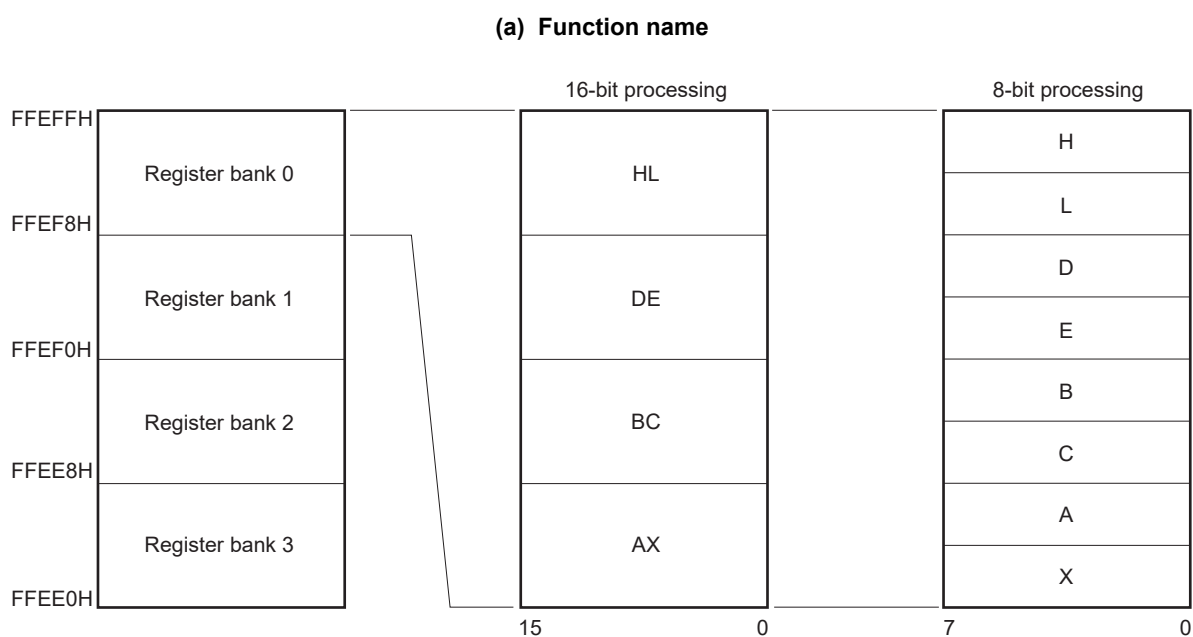 (a) Function name
16-bit processing
8-bit processing
FFEFFH
Register bank 0
HL
H
L
FFEF8H
Register bank 1
DE
D
E
FFEF0H
Register bank 2
BC
B
C
FFEE8H
Register bank 3
AX
A
X
FFEE0H
15
0
7
0